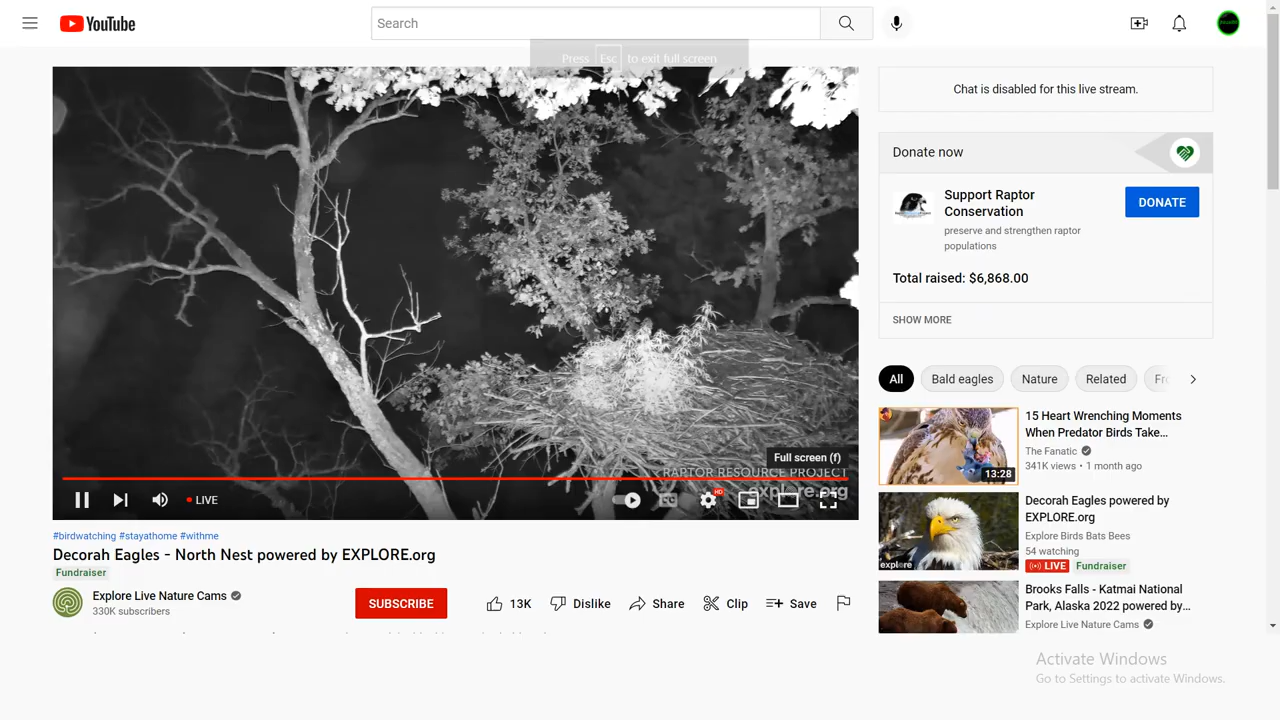 YouTube
Search
Press Esc to exit full screen
Full screen (f)
RAPTOR RESOURCE PROJECT
explore.org
LIVE
HD
#birdwatching #stayathome #withme
Decorah Eagles - North Nest powered by EXPLORE.org
Fundraiser
Explore Live Nature Cams
330K subscribers
SUBSCRIBE
13K
Dislike
Share
Clip
Save
Chat is disabled for this live stream.
Donate now
Support Raptor
Conservation
preserve and strengthen raptor
populations
DONATE
Total raised: $6,868.00
SHOW MORE
All
Bald eagles
Nature
Related
15 Heart Wrenching Moments
When Predator Birds Take…
The Fanatic
341K views • 1 month ago
13:28
Decorah Eagles powered by
EXPLORE.org
Explore Birds Bats Bees
54 watching
LIVE Fundraiser
explore
Brooks Falls - Katmai National
Park, Alaska 2022 powered by…
Explore Live Nature Cams
Activate Windows
Go to Settings to activate Windows.